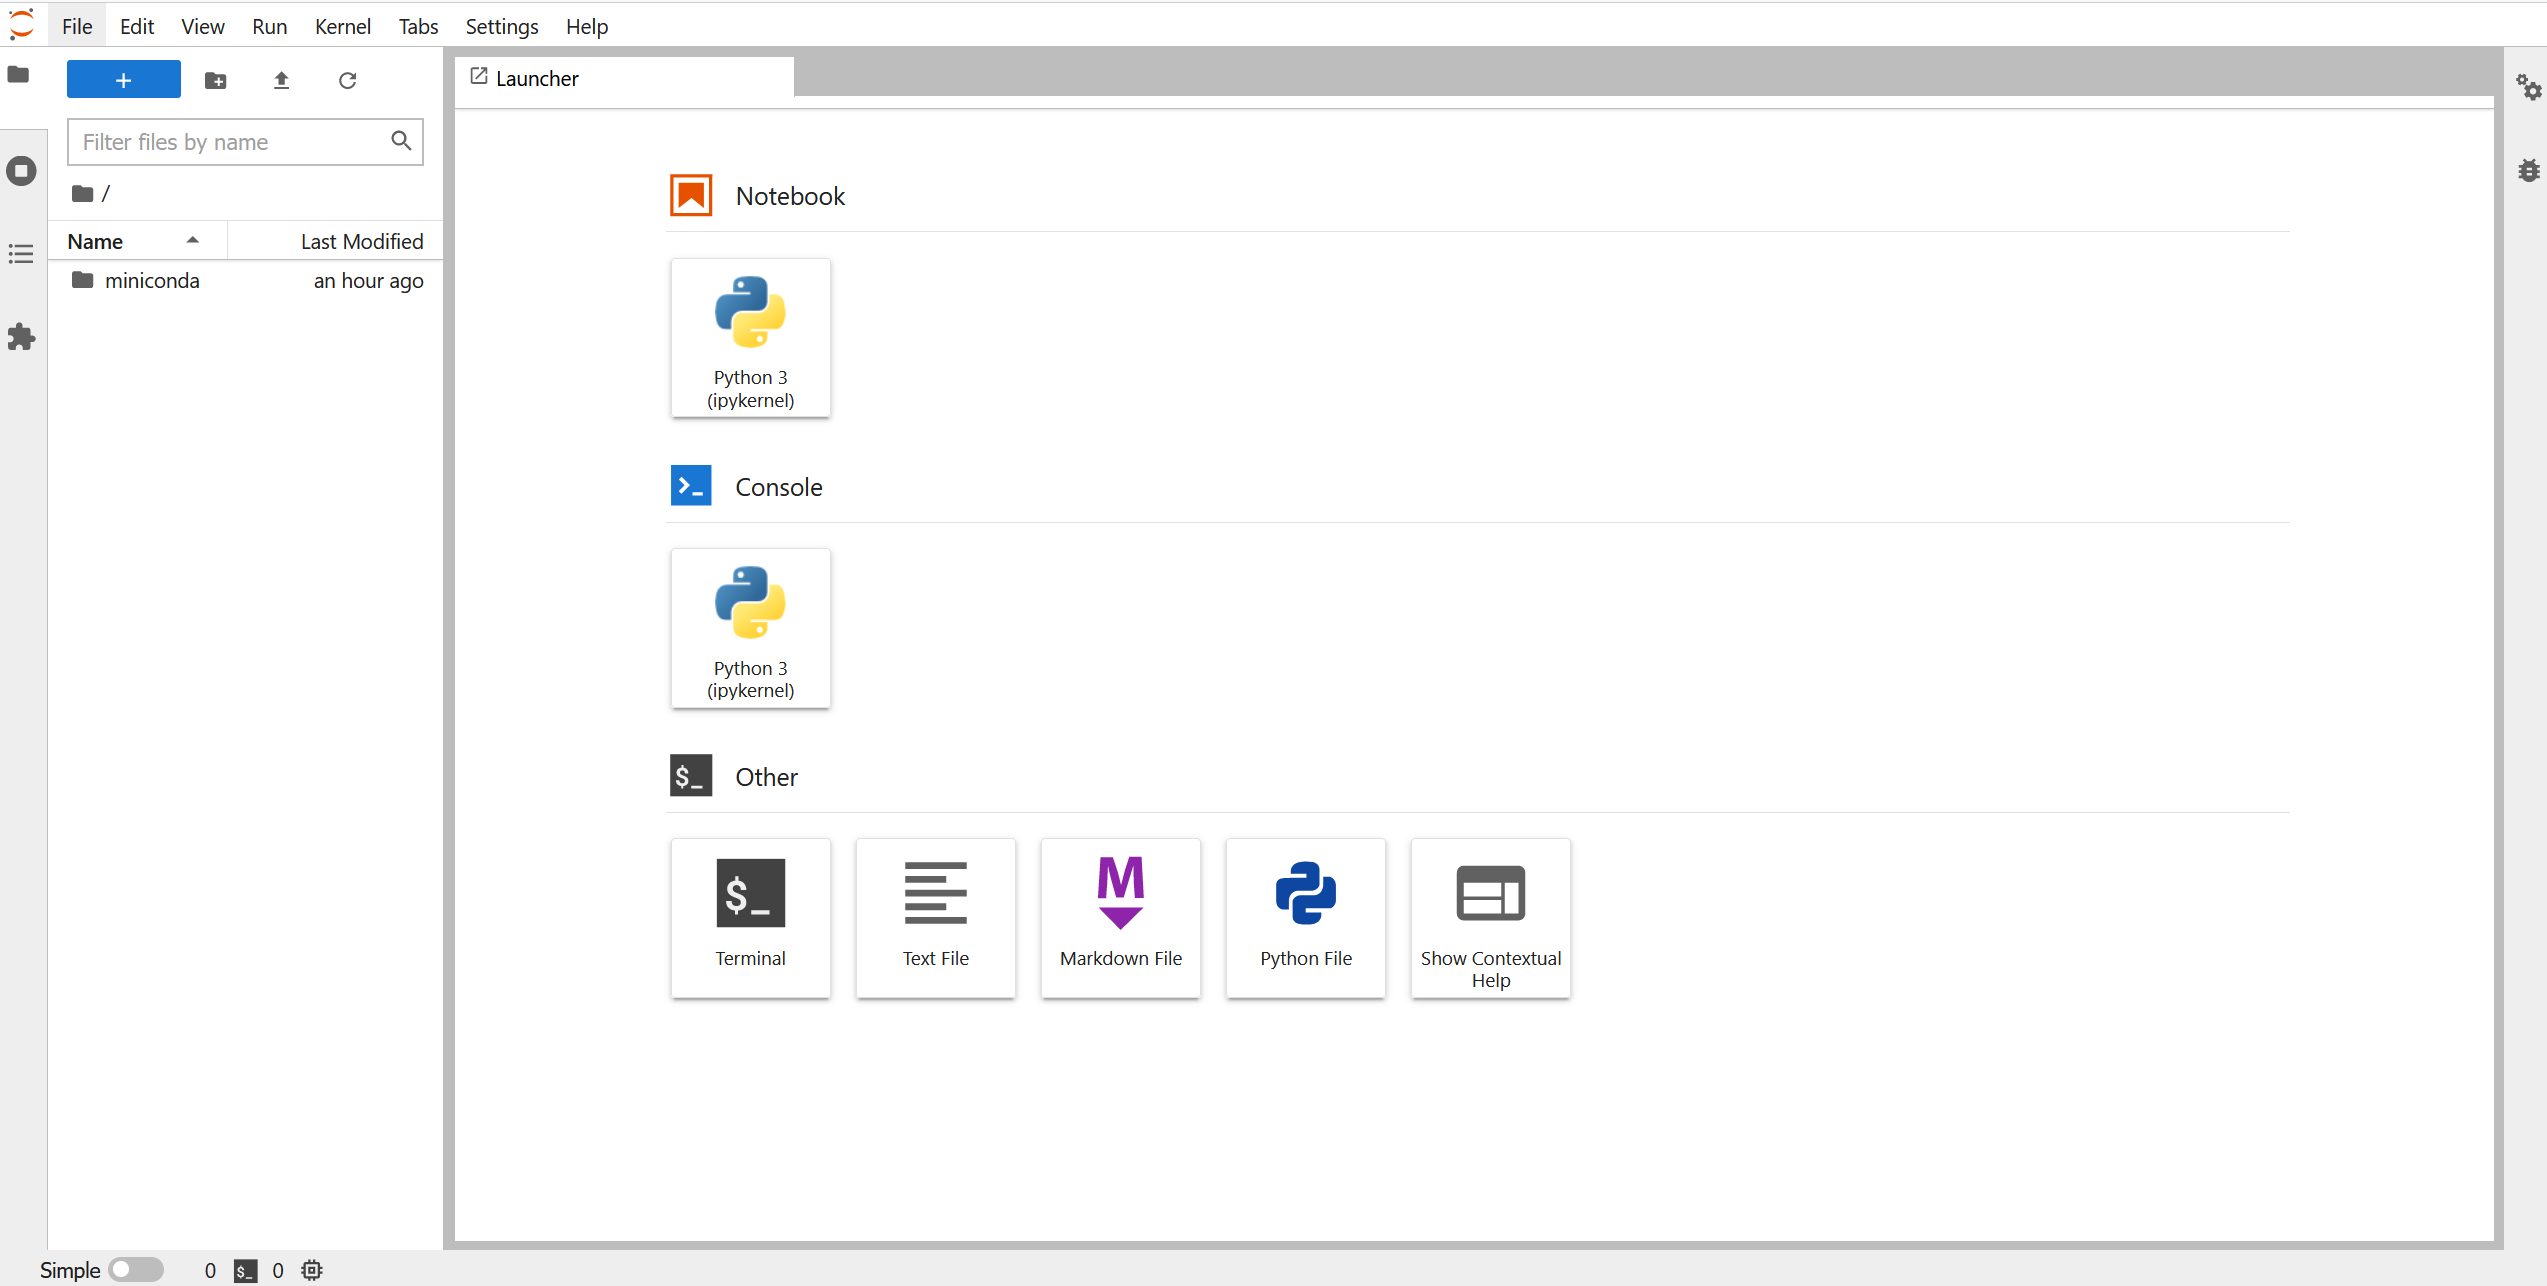 File Edit View Run Kernel Tabs Settings Help
+
Launcher
Filter files by name
/
Name Last Modified
miniconda an hour ago
Notebook
Python 3
(ipykernel)
Console
Python 3
(ipykernel)
Other
$_
Terminal
Text File
M
Markdown File
Python File
Show Contextual
Help
Simple 0 $_ 0